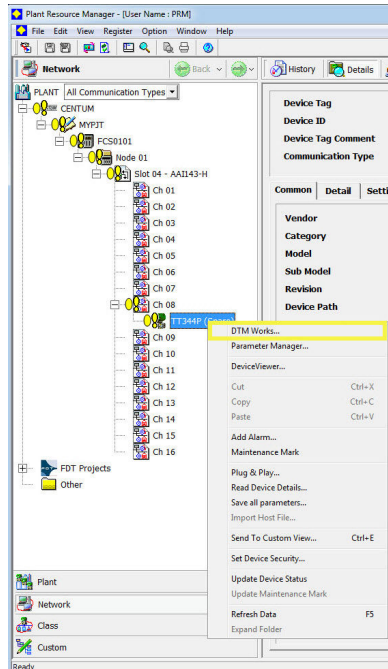 Plant Resource Manager - [User Name : PRM]
File Edit View Register Option Window Help
Network
Back
History
Details
PLANT
All Communication Types
CENTUM
MYPJT
FCS0101
Node 01
Slot 04 - AAI143-H
Ch 01
Ch 02
Ch 03
Ch 04
Ch 05
Ch 06
Ch 07
Ch 08
TT344P
Ch 09
Ch 10
Ch 11
Ch 12
Ch 13
Ch 14
Ch 15
Ch 16
FDT Projects
Other
Device Tag
Device ID
Device Tag Comment
Communication Type
Common Detail
Vendor
Category
Model
Sub Model
Revision
Device Path
DTM Works...
Parameter Manager...
DeviceViewer...
Cut Ctrl+X
Copy Ctrl+C
Paste Ctrl+V
Add Alarm...
Maintenance Mark
Plug & Play...
Read Device Details...
Save all parameters...
Import Host File...
Send To Custom View... Ctrl+E
Set Device Security...
Update Device Status
Update Maintenance Mark
Refresh Data F5
Expand Folder
Plant
Network
Class
Custom
Ready